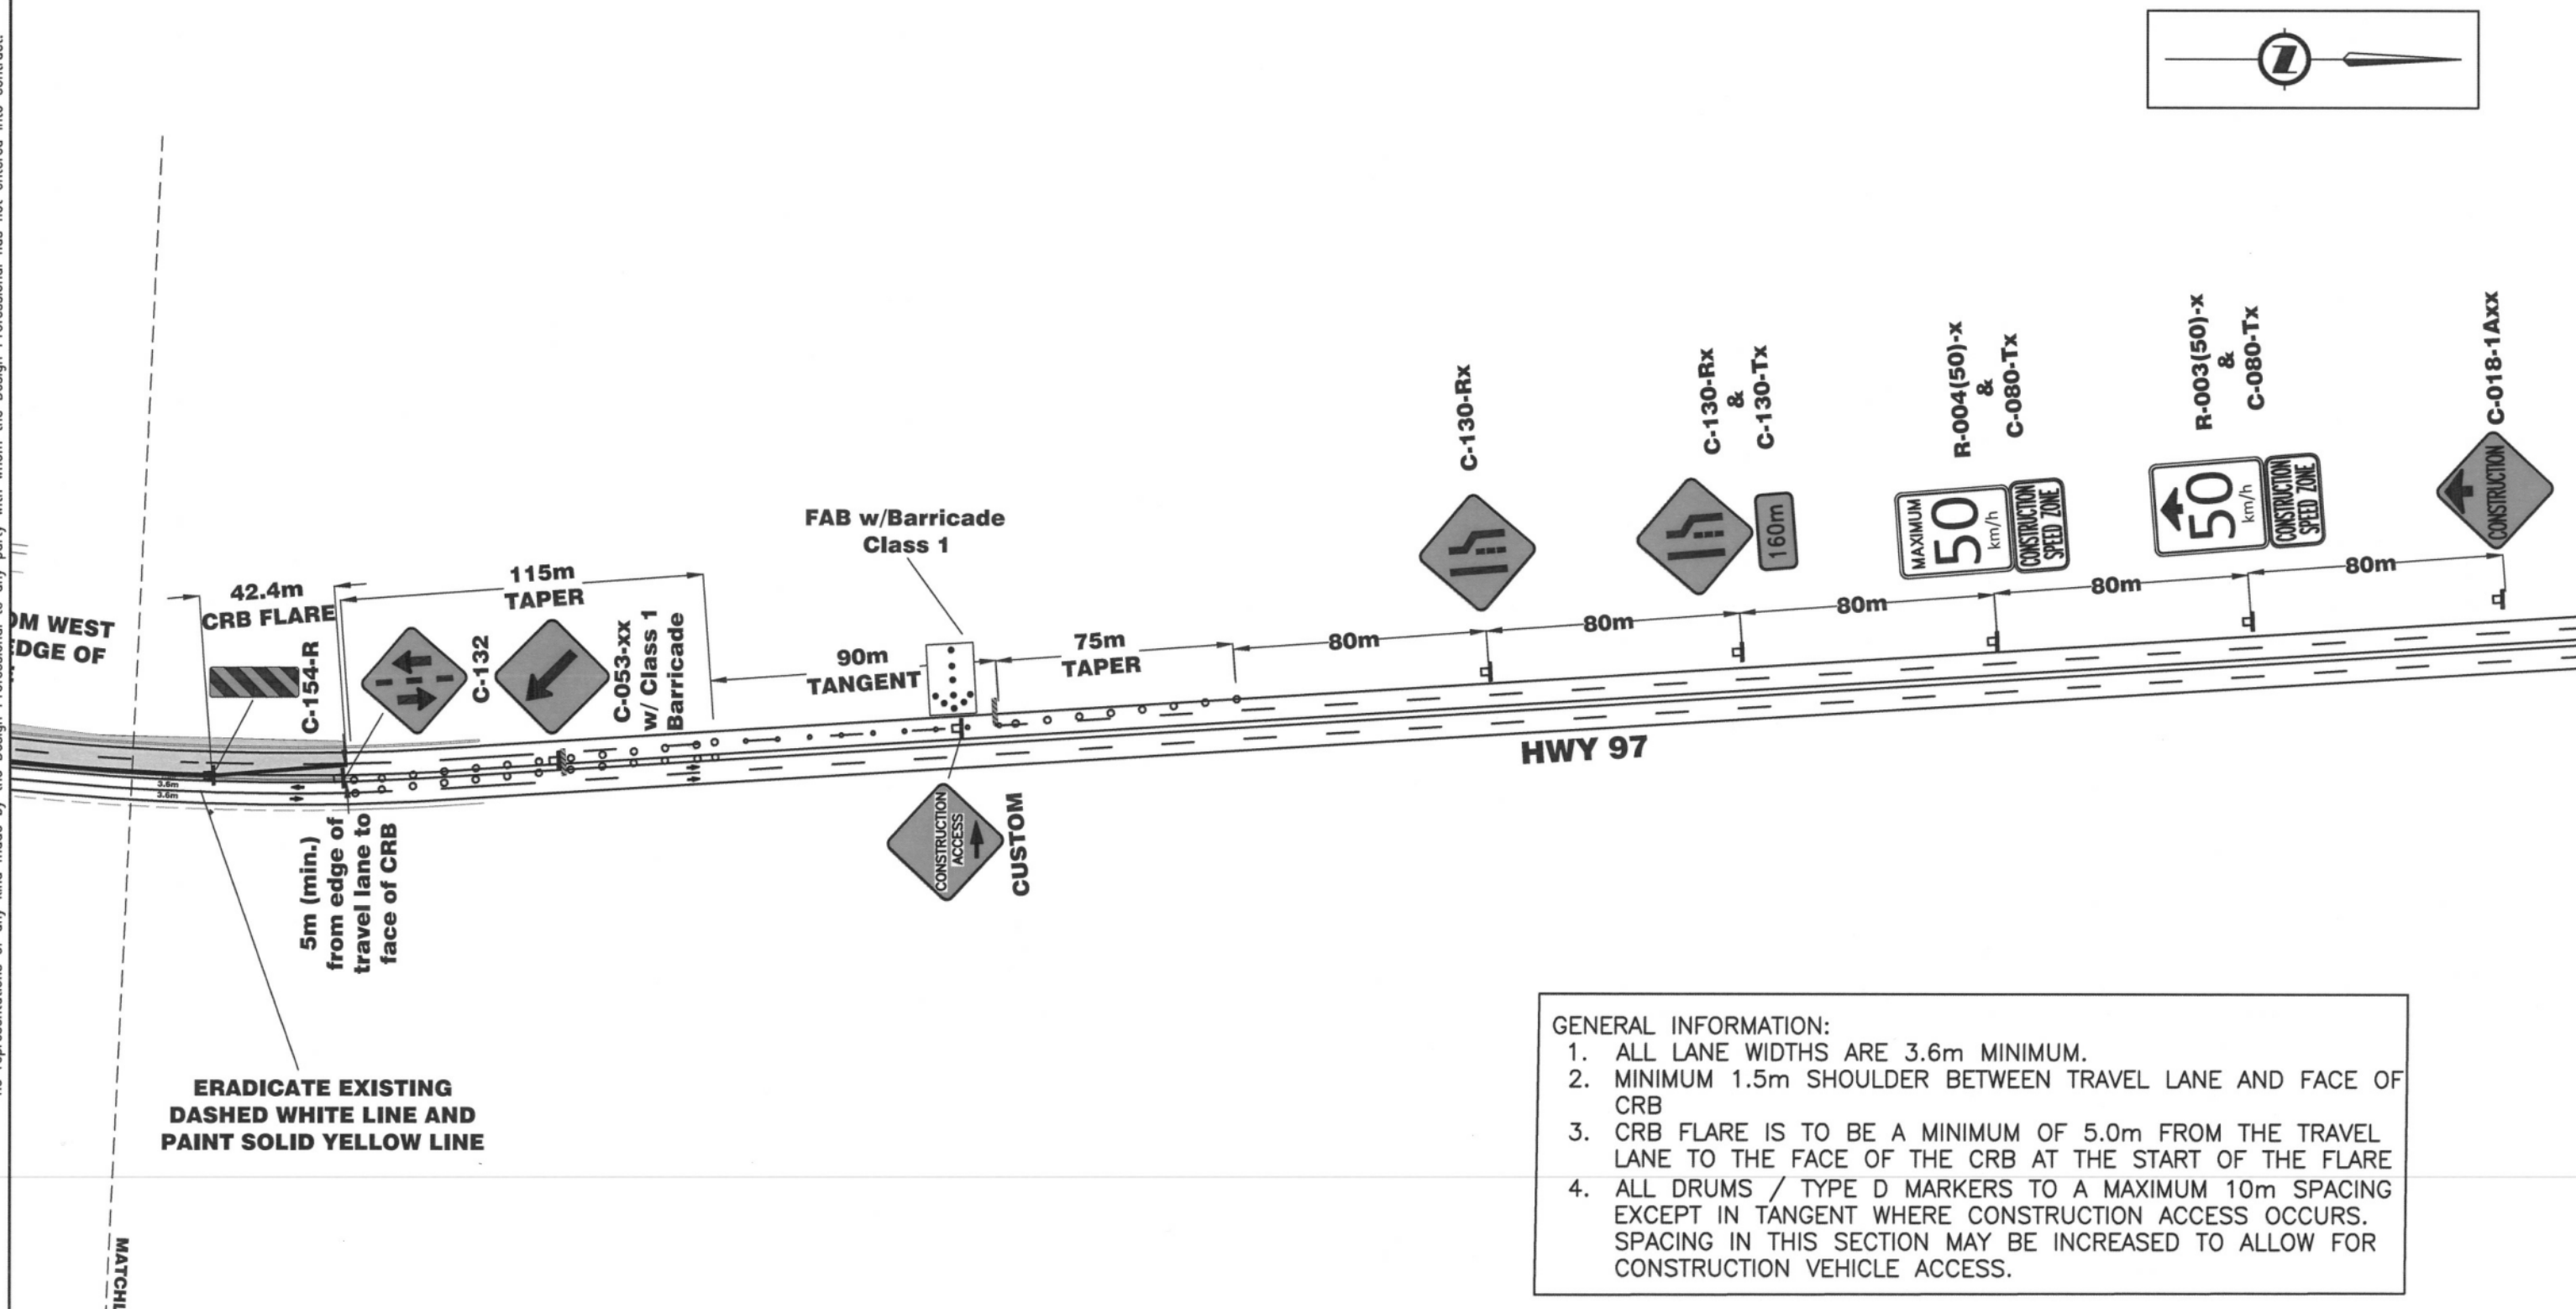 Z
42.4m
CRB FLARE
C-154-R
115m
TAPER
C-132
C-053-xx
w/ Class 1
Barricade
90m
TANGENT
FAB w/Barricade
Class 1
75m
TAPER
80m
80m
80m
80m
80m
C-130-Rx
C-130-Rx
&
C-130-Tx
160m
R-004(50)-x
&
C-080-Tx
MAXIMUM
50
km/h
CONSTRUCTION
SPEED ZONE
R-003(50)-x
&
C-080-Tx
50
km/h
CONSTRUCTION
SPEED ZONE
C-018-1Axx
CONSTRUCTION
WEST
EDGE OF
3.6m
3.6m
HWY 97
CONSTRUCTION
ACCESS
CUSTOM
5m (min.)
from edge of
travel lane to
face of CRB
ERADICATE EXISTING
DASHED WHITE LINE AND
PAINT SOLID YELLOW LINE
GENERAL INFORMATION:
1. ALL LANE WIDTHS ARE 3.6m MINIMUM.
2. MINIMUM 1.5m SHOULDER BETWEEN TRAVEL LANE AND FACE OF
CRB
3. CRB FLARE IS TO BE A MINIMUM OF 5.0m FROM THE TRAVEL
LANE TO THE FACE OF THE CRB AT THE START OF THE FLARE
4. ALL DRUMS / TYPE D MARKERS TO A MAXIMUM 10m SPACING
EXCEPT IN TANGENT WHERE CONSTRUCTION ACCESS OCCURS.
SPACING IN THIS SECTION MAY BE INCREASED TO ALLOW FOR
CONSTRUCTION VEHICLE ACCESS.